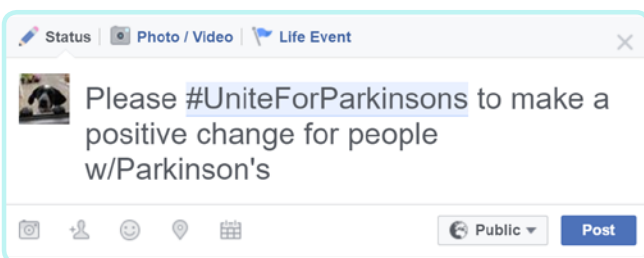 Status Photo / Video Life Event
Please #UniteForParkinsons to make a
positive change for people
w/Parkinson's
Public Post